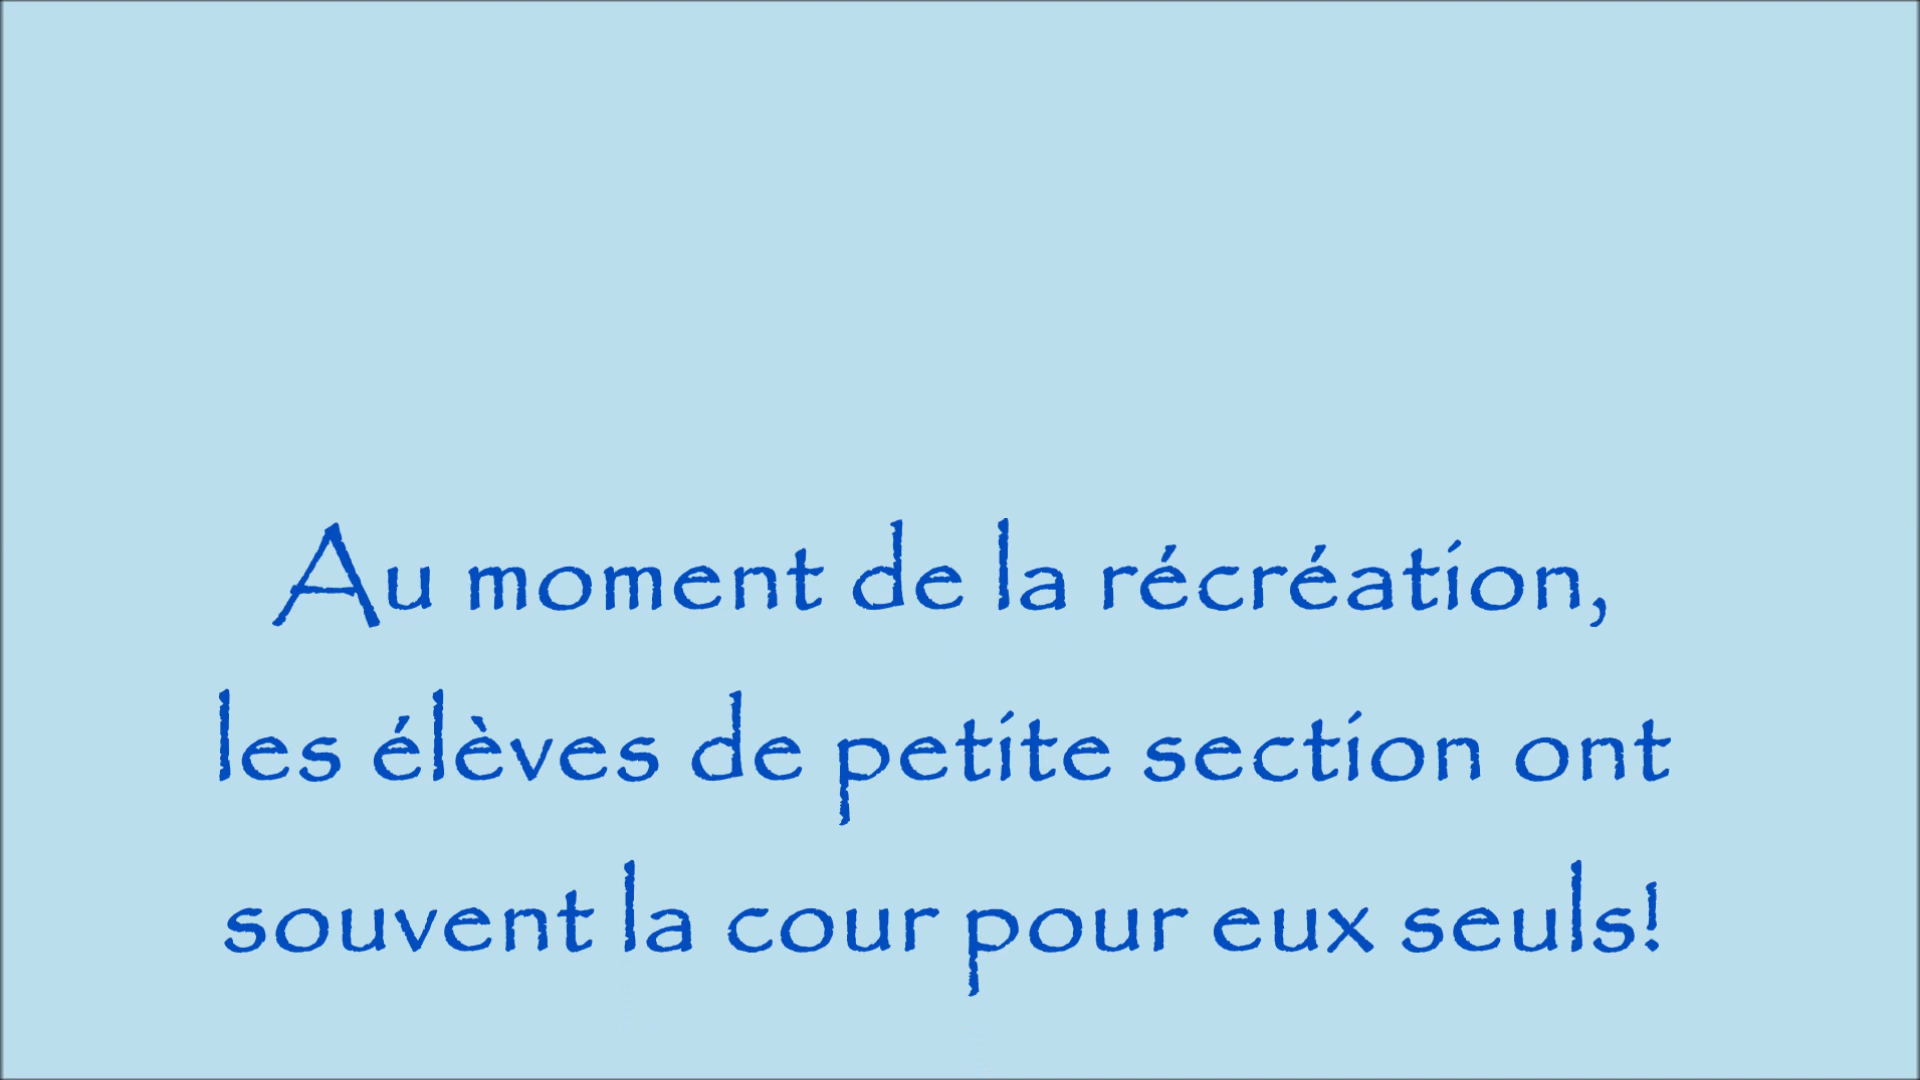 Au moment de la récréation,
les élèves de petite section ont
souvent la cour pour eux seuls!